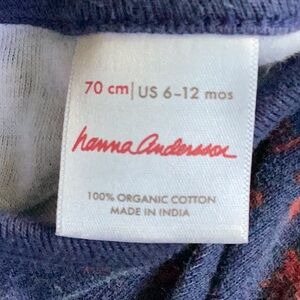 70 cm | US 6-12 mos
hanna Andersson
100% ORGANIC COTTON
MADE IN INDIA